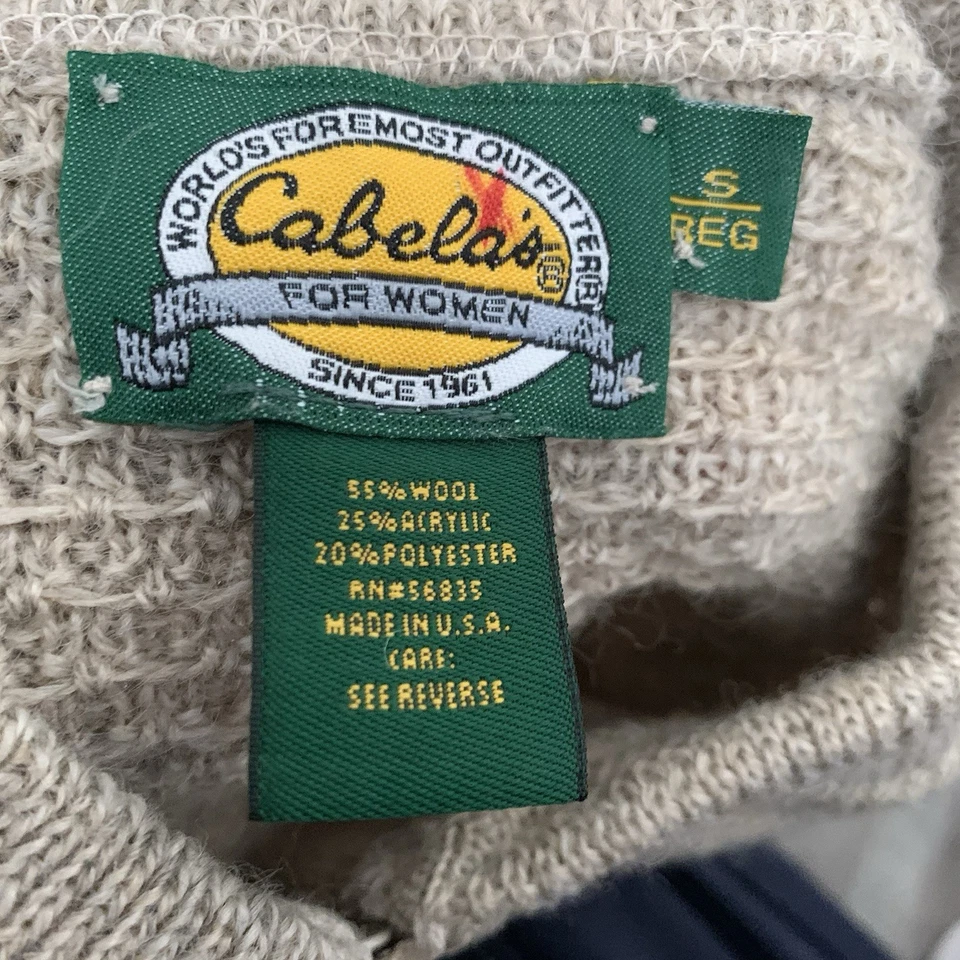 WORLD'S FOREMOST OUTFITTER®
Cabela's®
FOR WOMEN
SINCE 1961
S
REG
55% WOOL
25% ACRYLIC
20% POLYESTER
RN#56835
MADE IN U.S.A.
CARE:
SEE REVERSE